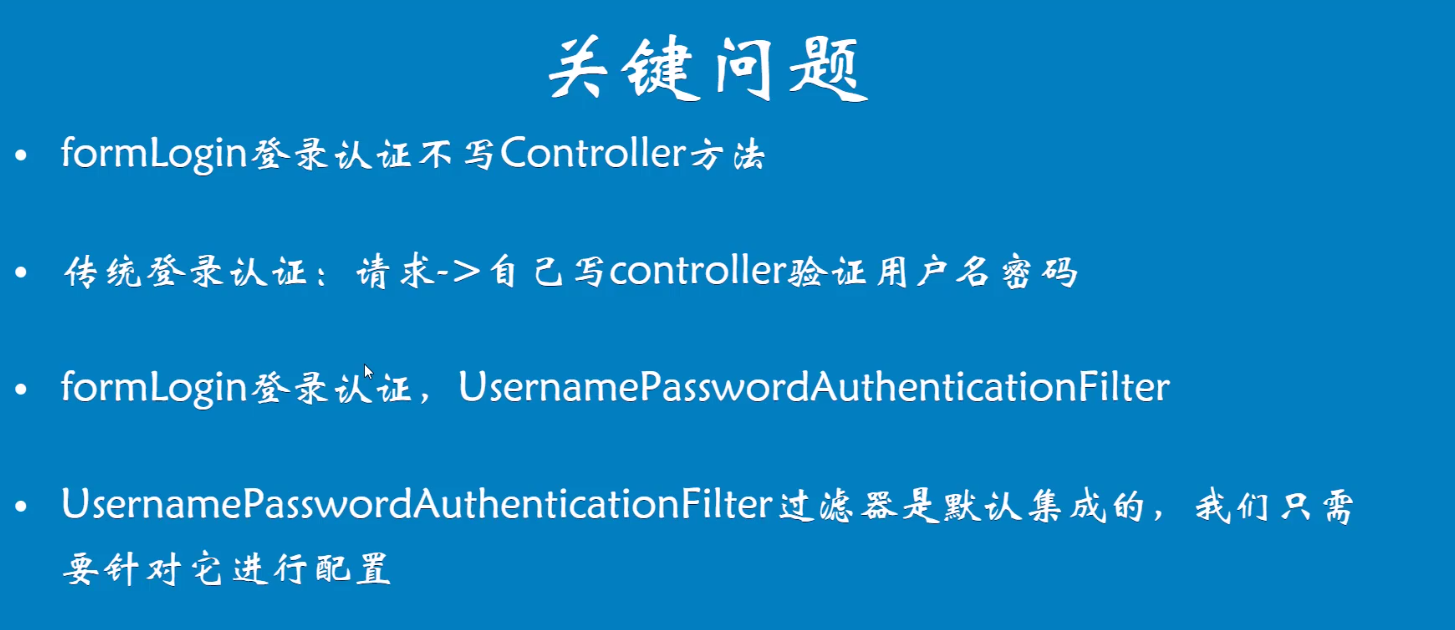 关键问题
• formLogin登录认证不写Controller方法
• 传统登录认证：请求->自己写controller验证用户名密码
• formLogin登录认证，UsernamePasswordAuthenticationFilter
• UsernamePasswordAuthenticationFilter过滤器是默认集成的，我们只需
要针对它进行配置